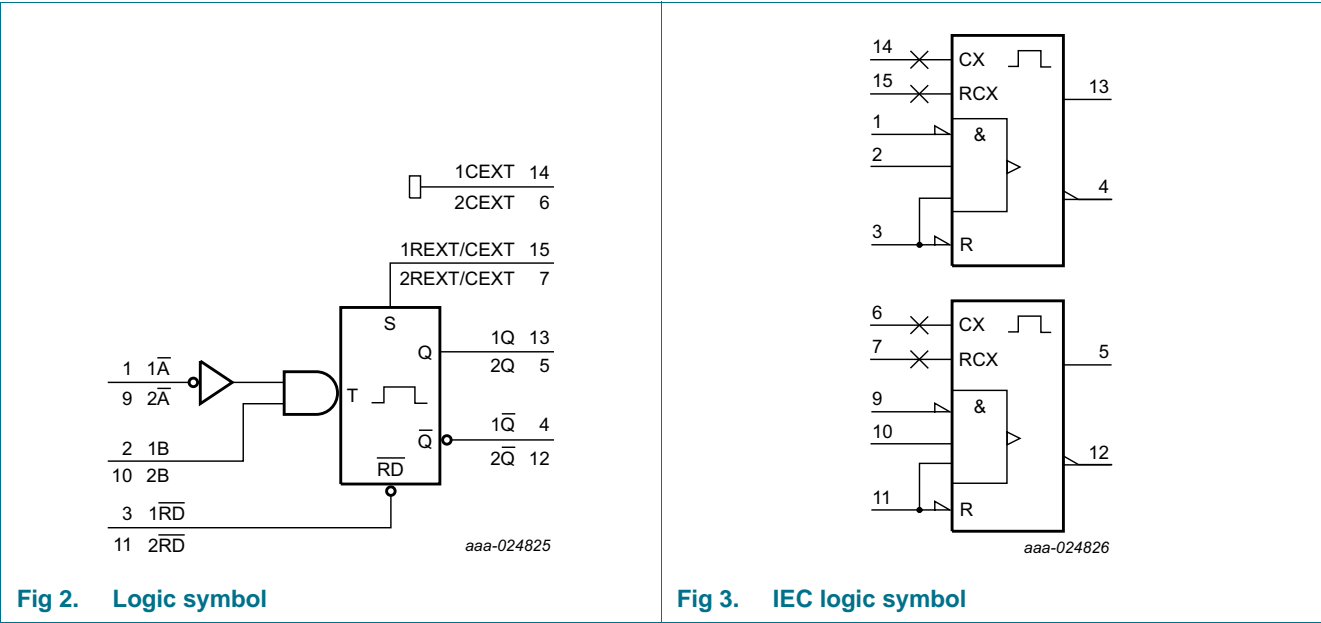 1CEXT 14
2CEXT 6
1REXT/CEXT 15
2REXT/CEXT 7
S
1Q 13
Q
2Q 5
1 1A̅
T
9 2A̅
1Q̅ 4
Q̅
2Q̅ 12
2 1B
10 2B
R̅D̅
3 1R̅D̅
11 2R̅D̅
aaa-024825
Fig 2. Logic symbol
14 CX
15 RCX
13
1 &
2
4
3 R
6 CX
7 RCX
5
9 &
10
12
11 R
aaa-024826
Fig 3. IEC logic symbol